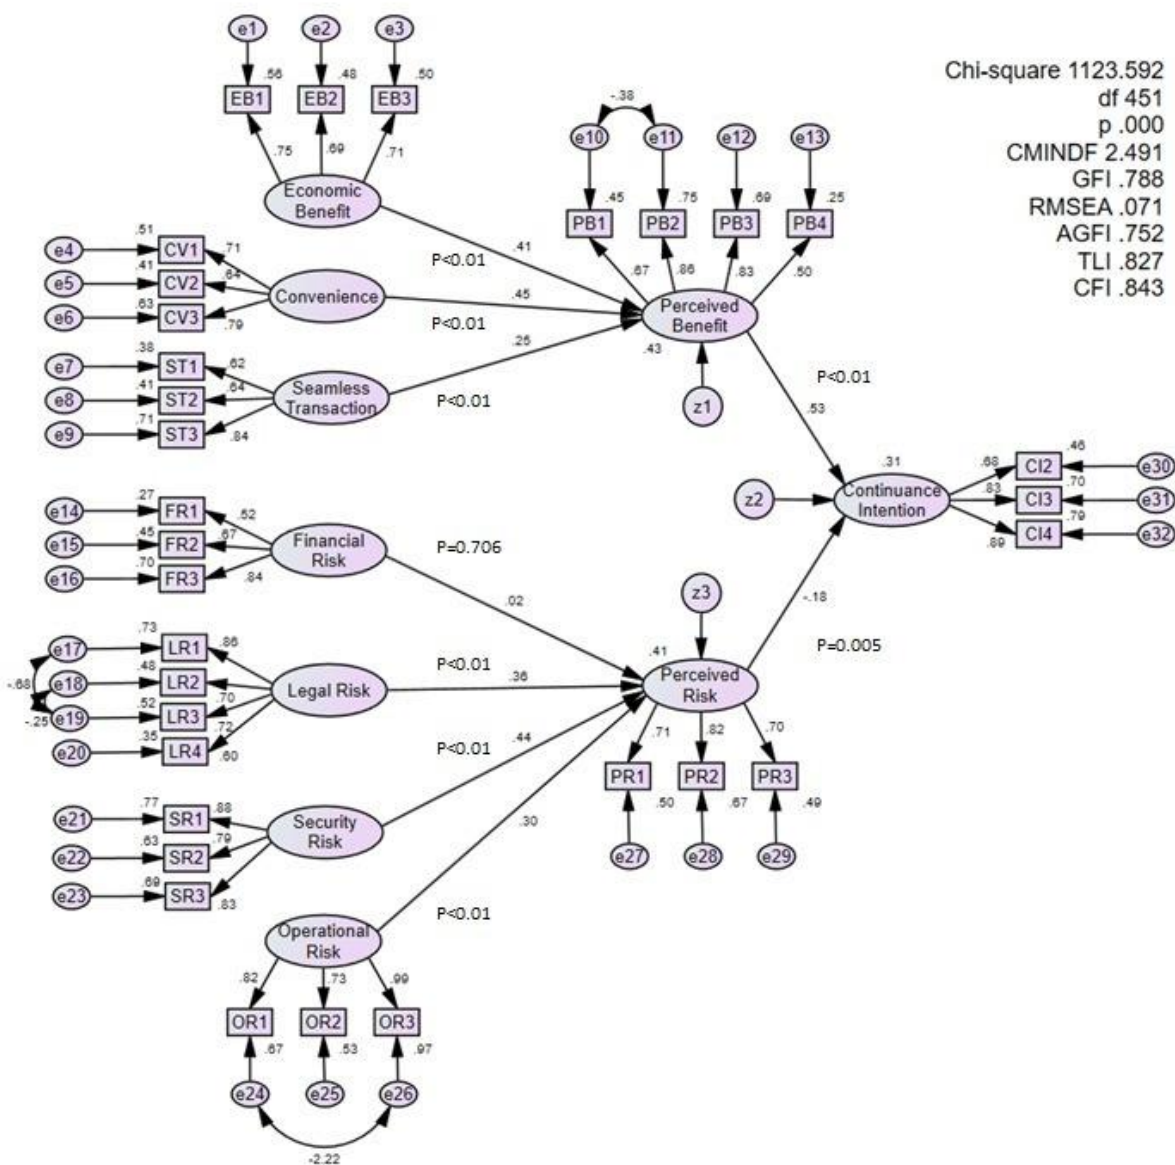 e1 e2 e3
.56 .48 .50
EB1 EB2 EB3
.75 .69 .71
Economic
Benefit
Chi-square 1123.592
df 451
p .000
CMINDF 2.491
GFI .788
RMSEA .071
AGFI .752
TLI .827
CFI .843
-.38
e10 e11 e12 e13
.45 .75 .69 .25
PB1 PB2 PB3 PB4
.67 .86 .83 .50
Perceived
Benefit
.43
z1
.41
P<0.01
.45
P<0.01
.25
P<0.01
e4 .51 CV1 .71
e5 .41 CV2 .64
e6 .63 CV3 .79
Convenience
e7 .38 ST1 .62
e8 .41 ST2 .64
e9 .71 ST3 .84
Seamless
Transaction
P<0.01
.53
.31
z2
Continuance
Intention
.68 CI2 .46 e30
.83 CI3 .70 e31
.89 CI4 .79 e32
e14 .27 FR1 .52
e15 .45 FR2 .67
e16 .70 FR3 .84
Financial
Risk
P=0.706
.02
z3
-.18
P=0.005
.41
Perceived
Risk
e17 .73 LR1 .86
-.68 e18 .48 LR2 .70
-.25 e19 .52 LR3 .72
e20 .35 LR4 .60
Legal Risk
P<0.01
.36
P<0.01
.44
.71 .82 .70
PR1 PR2 PR3
.50 .67 .49
e27 e28 e29
e21 .77 SR1 .88
e22 .63 SR2 .79
e23 .69 SR3 .83
Security
Risk
.30
P<0.01
Operational
Risk
.82 .73 .99
OR1 OR2 OR3
.67 .53 .97
e24 e25 e26
-2.22